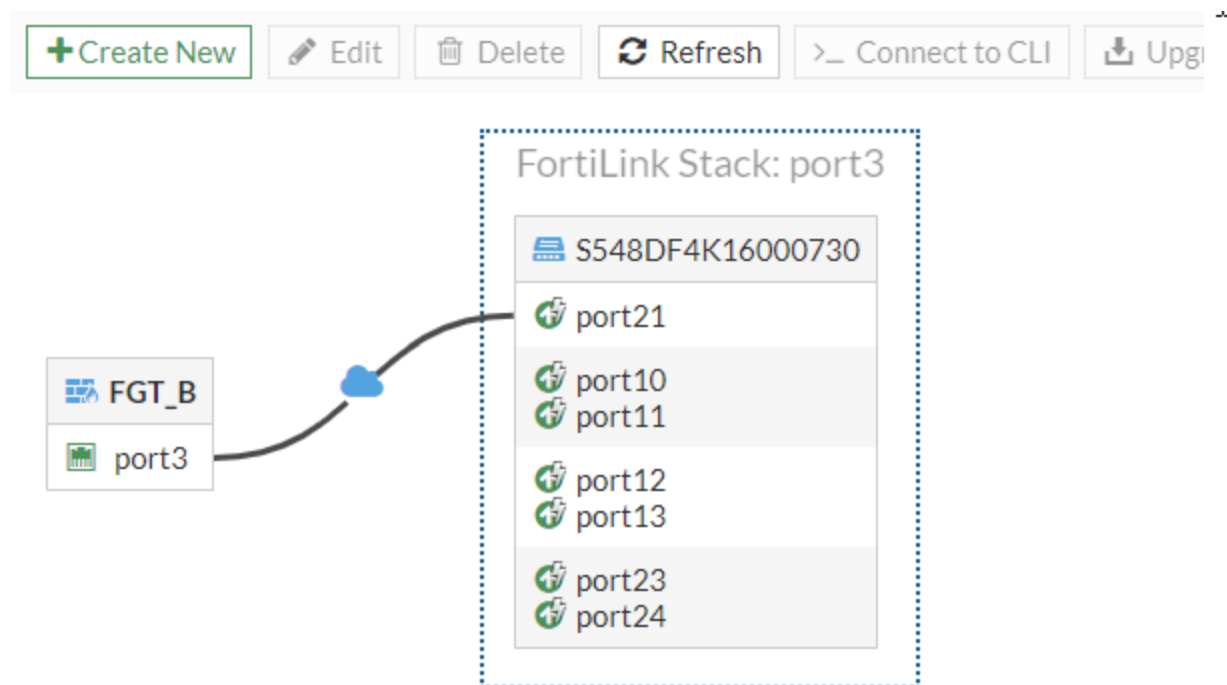 Create New Edit Delete Refresh >_ Connect to CLI
FortiLink Stack: port3
S548DF4K16000730
port21
port10
port11
FGT_B
port3
port12
port13
port23
port24